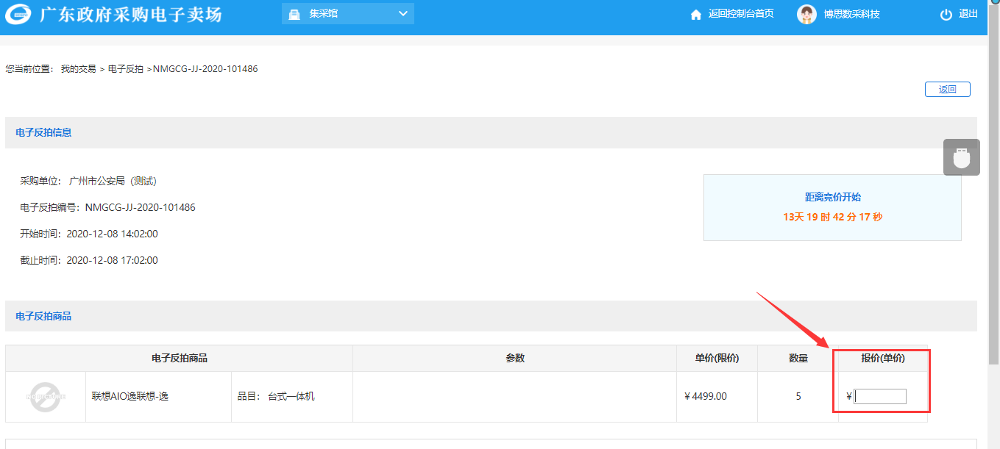 广东政府采购电子卖场
集采馆
返回控制台首页
博思数采科技
退出
您当前位置： 我的交易 > 电子反拍 >NMGCG-JJ-2020-101486
返回
电子反拍信息
采购单位： 广州市公安局（测试）
电子反拍编号：NMGCG-JJ-2020-101486
开始时间：2020-12-08 14:02:00
截止时间：2020-12-08 17:02:00
距离竞价开始
13天 19 时 42 分 17 秒
电子反拍商品
电子反拍商品 参数 单价(限价) 数量 报价(单价)
NO PICTURE 联想AIO逸联想-逸 品目： 台式一体机 ￥4499.00 5 ￥